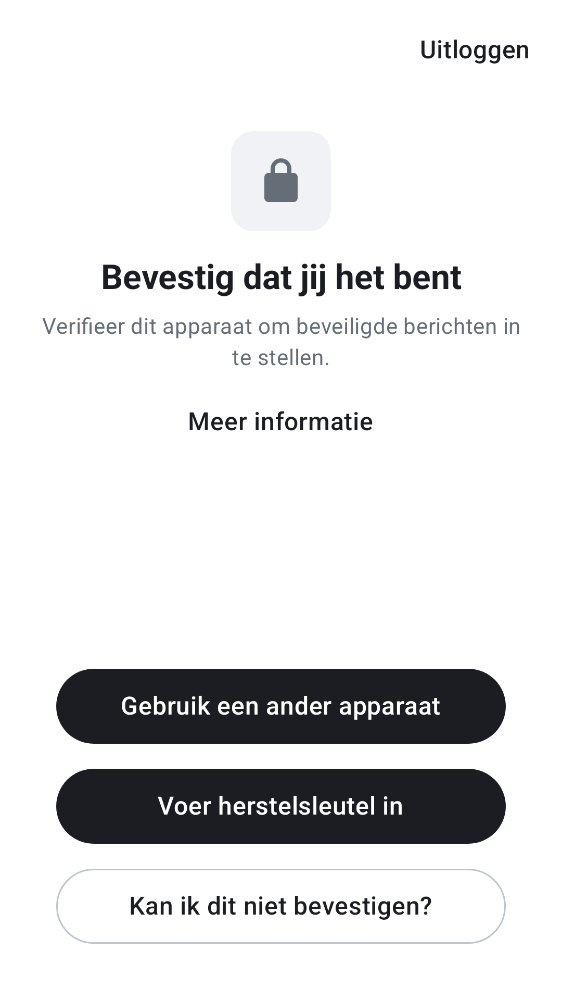 Uitloggen
Bevestig dat jij het bent
Verifieer dit apparaat om beveiligde berichten in
te stellen.
Meer informatie
Gebruik een ander apparaat
Voer herstelsleutel in
Kan ik dit niet bevestigen?